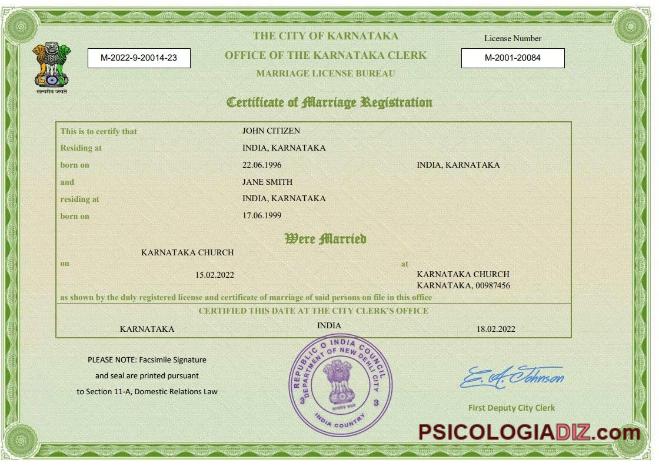 THE CITY OF KARNATAKA
License Number
M-2022-9-20014-23
OFFICE OF THE KARNATAKA CLERK
M-2001-20084
MARRIAGE LICENSE BUREAU
सत्यमेव जयते
Certificate of Marriage Registration
This is to certify that JOHN CITIZEN
Residing at INDIA, KARNATAKA
born on 22.06.1996 INDIA, KARNATAKA
and JANE SMITH
residing at INDIA, KARNATAKA
born on 17.06.1999
Were Married
KARNATAKA CHURCH
on at
15.02.2022 KARNATAKA CHURCH
KARNATAKA, 00987456
as shown by the duly registered license and certificate of marriage of said persons on file in this office
CERTIFIED THIS DATE AT THE CITY CLERK'S OFFICE
KARNATAKA INDIA 18.02.2022
PLEASE NOTE: Facsimile Signature
and seal are printed pursuant
to Section 11-A, Domestic Relations Law
REPUBLIC O INDIA COUNCIL
DEPARTMENT OF NEW DEHLI CITY
3 3
INDIA COUNTRY
E. A. Johnson
First Deputy City Clerk
PSICOLOGIADIZ.com